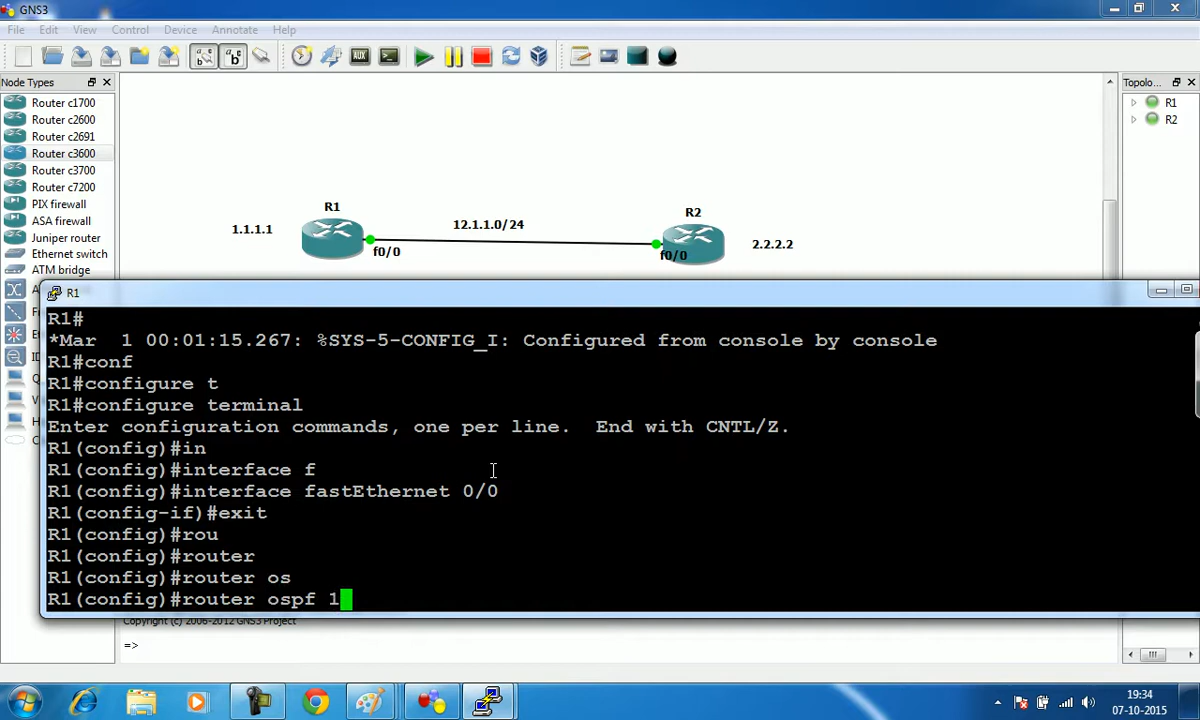 GNS3
File Edit View Control Device Annotate Help
Node Types
Topolo...
Router c1700
Router c2600
Router c2691
Router c3600
Router c3700
Router c7200
PIX firewall
ASA firewall
Juniper router
Ethernet switch
ATM bridge
R1
R2
R1
R2
12.1.1.0/24
1.1.1.1
2.2.2.2
f0/0
f0/0
R1
R1#
*Mar 1 00:01:15.267: %SYS-5-CONFIG_I: Configured from console by console
R1#conf
R1#configure t
R1#configure terminal
Enter configuration commands, one per line. End with CNTL/Z.
R1(config)#in
R1(config)#interface f
R1(config)#interface fastEthernet 0/0
R1(config-if)#exit
R1(config)#rou
R1(config)#router
R1(config)#router os
R1(config)#router ospf 1
Copyright (c) 2006-2012 GNS3 Project
=>
19:34
07-10-2015